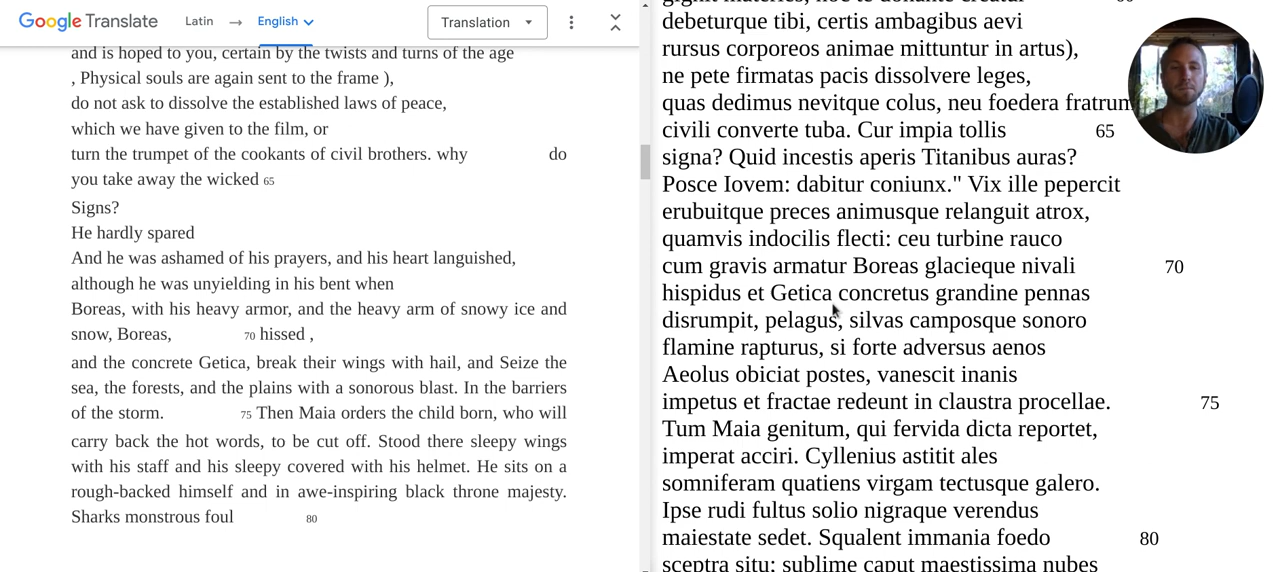 Google Translate
Latin → English
Translation
and is hoped to you, certain by the twists and turns of the age
, Physical souls are again sent to the frame ),
do not ask to dissolve the established laws of peace,
which we have given to the film, or
turn the trumpet of the cookants of civil brothers. why do
you take away the wicked 65
Signs?
He hardly spared
And he was ashamed of his prayers, and his heart languished,
although he was unyielding in his bent when
Boreas, with his heavy armor, and the heavy arm of snowy ice and
snow, Boreas, 70 hissed ,
and the concrete Getica, break their wings with hail, and Seize the
sea, the forests, and the plains with a sonorous blast. In the barriers
of the storm. 75 Then Maia orders the child born, who will
carry back the hot words, to be cut off. Stood there sleepy wings
with his staff and his sleepy covered with his helmet. He sits on a
rough-backed himself and in awe-inspiring black throne majesty.
Sharks monstrous foul 80
debeturque tibi, certis ambagibus aevi
rursus corporeos animae mittuntur in artus),
ne pete firmatas pacis dissolvere leges,
quas dedimus nevitque colus, neu foedera fratrum
civili converte tuba. Cur impia tollis 65
signa? Quid incestis aperis Titanibus auras?
Posce Iovem: dabitur coniunx." Vix ille pepercit
erubuitque preces animusque relanguit atrox,
quamvis indocilis flecti: ceu turbine rauco
cum gravis armatur Boreas glacieque nivali 70
hispidus et Getica concretus grandine pennas
disrumpit, pelagus, silvas camposque sonoro
flamine rapturus, si forte adversus aenos
Aeolus obiciat postes, vanescit inanis
impetus et fractae redeunt in claustra procellae. 75
Tum Maia genitum, qui fervida dicta reportet,
imperat acciri. Cyllenius astitit ales
somniferam quatiens virgam tectusque galero.
Ipse rudi fultus solio nigraque verendus
maiestate sedet. Squalent immania foedo 80
sceptra situ; sublime caput maestissima nubes